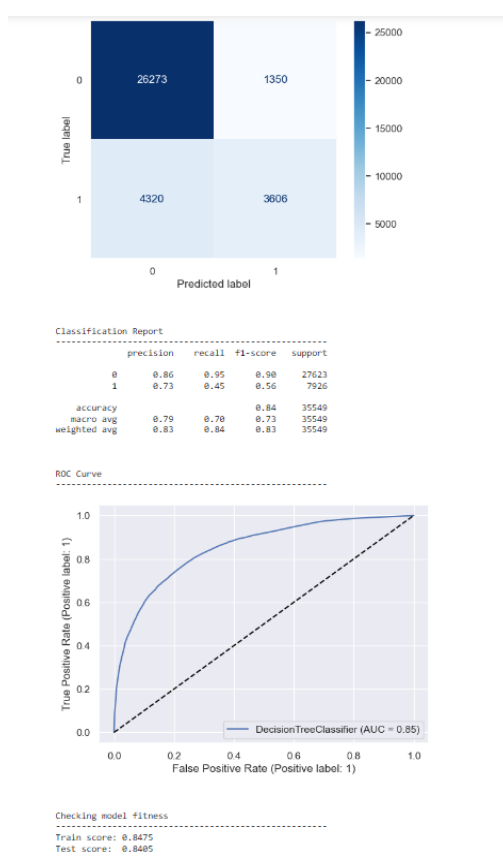 25000
0
26273
1350
20000
15000
True label
10000
1
4320
3606
5000
0
1
Predicted label
Classification Report
------------------------------------------------------
precision recall f1-score support
0 0.86 0.95 0.90 27623
1 0.73 0.45 0.56 7926
accuracy 0.84 35549
macro avg 0.79 0.70 0.73 35549
weighted avg 0.83 0.84 0.83 35549
ROC Curve
------------------------------------------------------
1.0
0.8
0.6
0.4
0.2
0.0
True Positive Rate (Positive label: 1)
DecisionTreeClassifier (AUC = 0.85)
0.0 0.2 0.4 0.6 0.8 1.0
False Positive Rate (Positive label: 1)
Checking model fitness
------------------------------------------------------
Train score: 0.8475
Test score: 0.8405